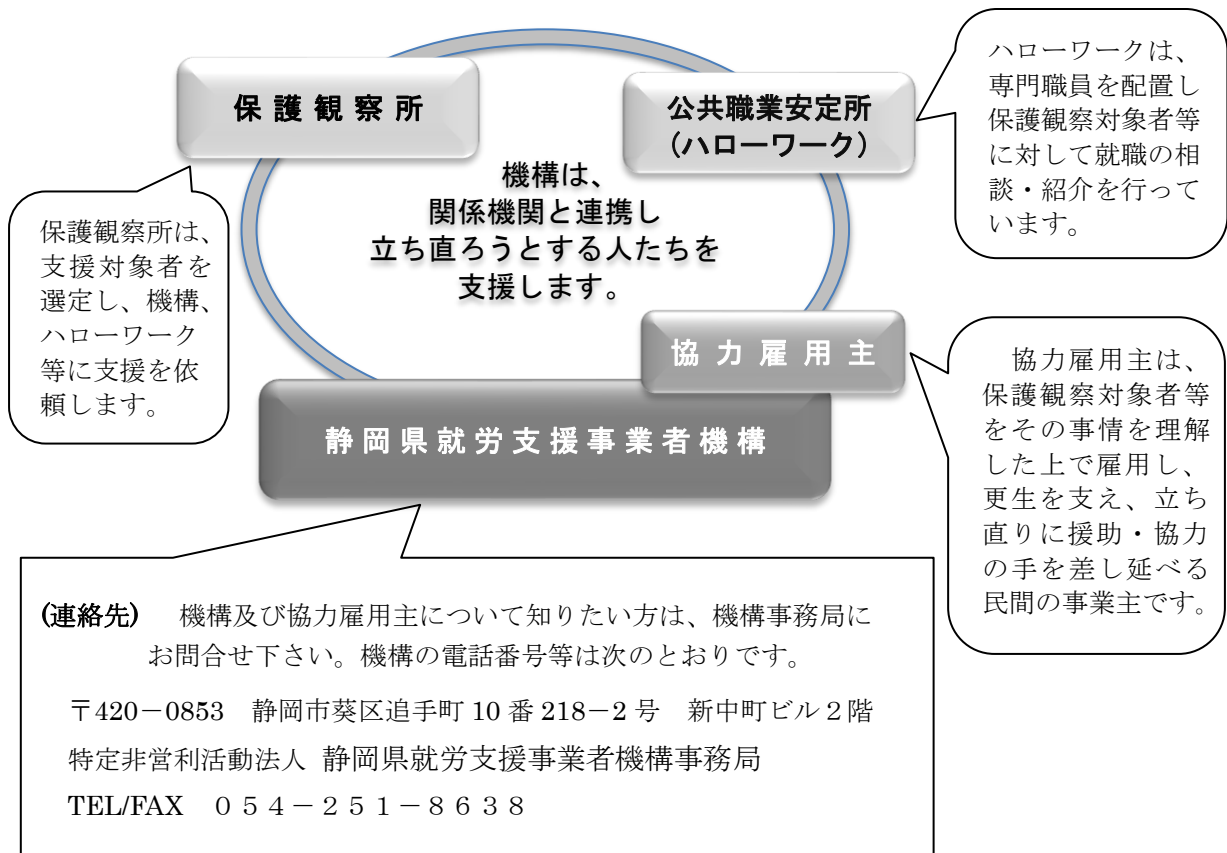 保護観察所
公共職業安定所
(ハローワーク)
ハローワークは、
専門職員を配置し
保護観察対象者等
に対して就職の相
談・紹介を行って
います。
機構は、
関係機関と連携し
立ち直ろうとする人たちを
支援します。
保護観察所は、
支援対象者を
選定し、機構、
ハローワーク
等に支援を依
頼します。
協力雇用主
協力雇用主は、
保護観察対象者等
をその事情を理解
した上で雇用し、
更生を支え、立ち
直りに援助・協力
の手を差し延べる
民間の事業主です。
静岡県就労支援事業者機構
(連絡先) 機構及び協力雇用主について知りたい方は、機構事務局に
お問合せ下さい。機構の電話番号等は次のとおりです。
〒420-0853 静岡市葵区追手町 10 番 218-2 号 新中町ビル2階
特定非営利活動法人 静岡県就労支援事業者機構事務局
TEL/FAX 054-251-8638